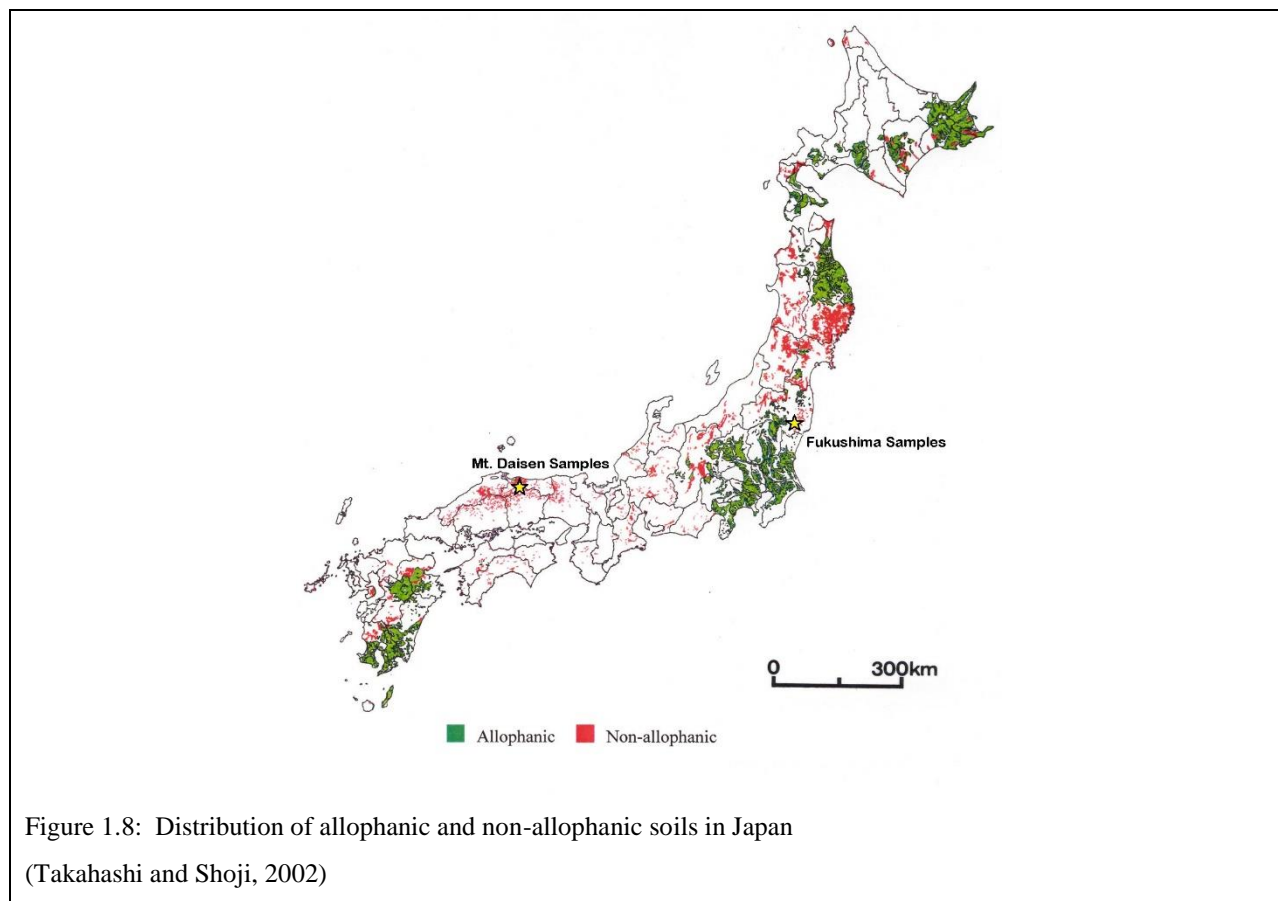 Fukushima Samples
Mt. Daisen Samples
0 300km
Allophanic Non-allophanic
Figure 1.8: Distribution of allophanic and non-allophanic soils in Japan
(Takahashi and Shoji, 2002)